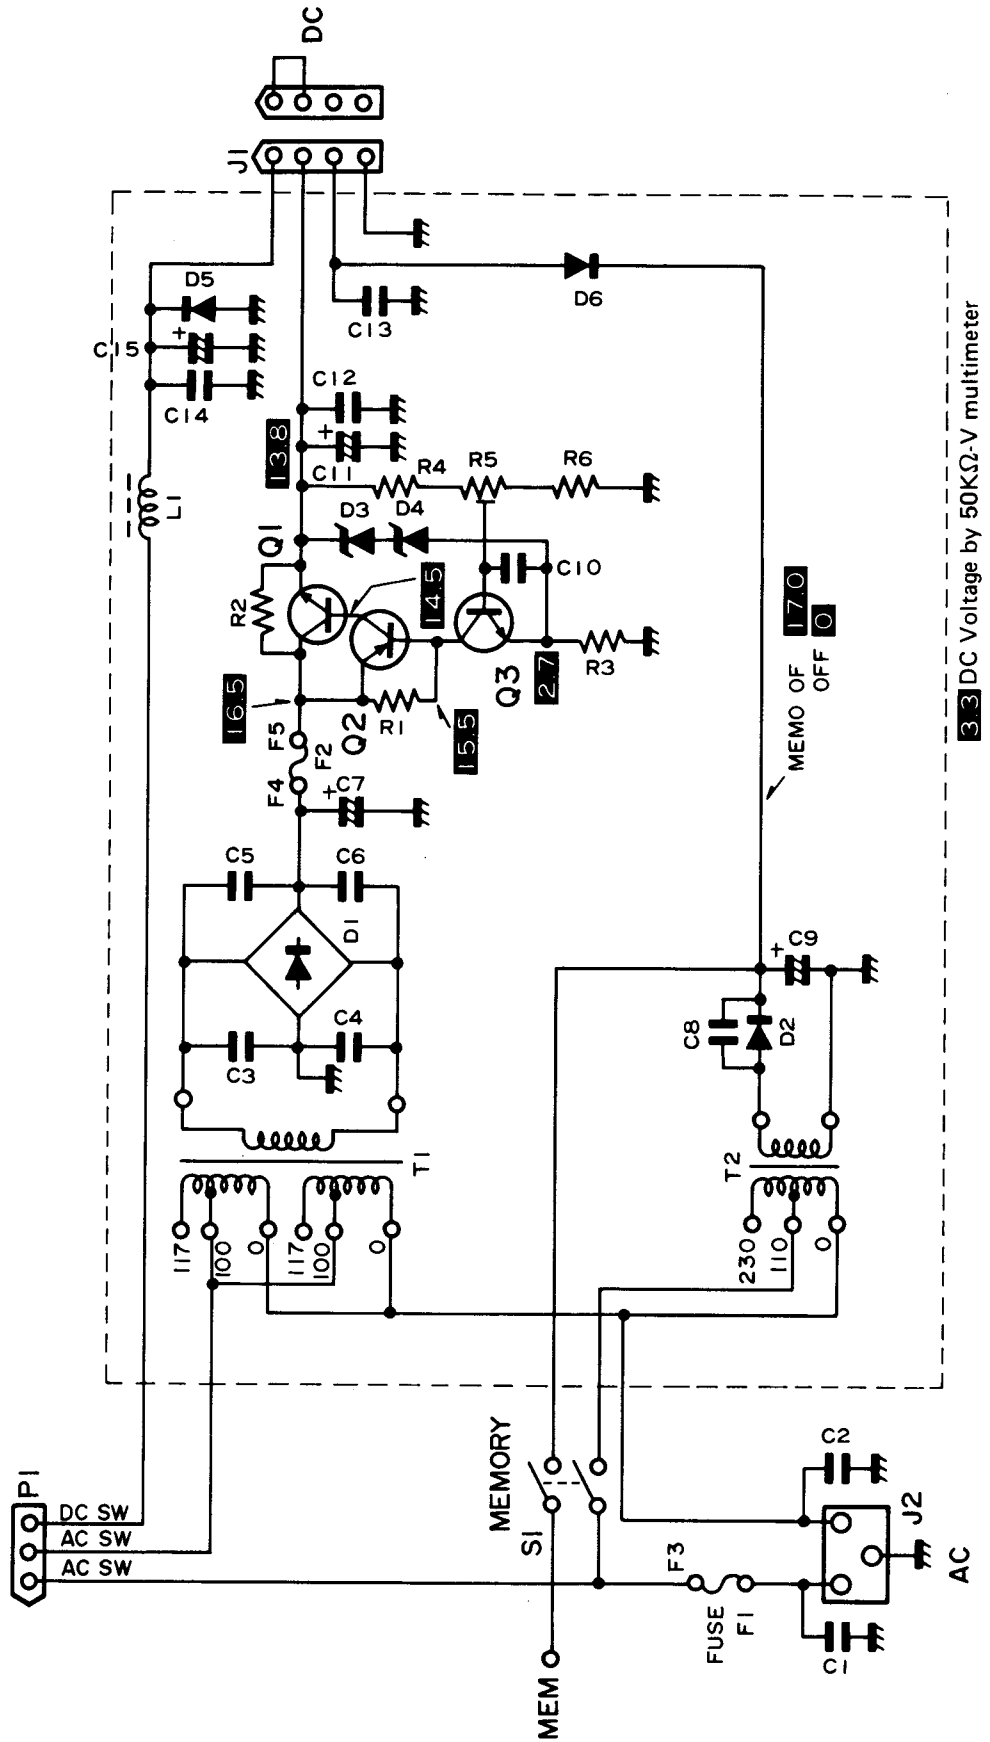 DC
J1
D5
C15
+
C14
L1
D6
C13
C12
+
C11
13.8
R4
R5
R6
D3
D4
Q1
R2
C10
14.5
16.5
Q3
2.7
R3
Q2
R1
15.5
F5
F2
F4
+
C7
MEMO OF
OFF
17.0
0
3.3 DC Voltage by 50KΩ-V multimeter
C5
C6
D1
C3
C4
+
C9
C8
D2
T1
T2
117
100
0
117
100
0
230
110
0
P1
DC SW
AC SW
AC SW
MEMORY
S1
C2
J2
F3
FUSE
F1
AC
C1
MEM